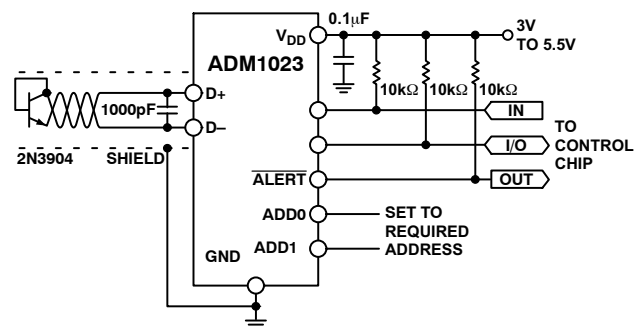 0.1µF
V_DD
3V
TO 5.5V
ADM1023
10kΩ 10kΩ 10kΩ
D+
1000pF
IN
D–
TO
CONTROL
CHIP
I/O
2N3904
SHIELD
ALERT
OUT
ADD0
SET TO
REQUIRED
ADDRESS
ADD1
GND